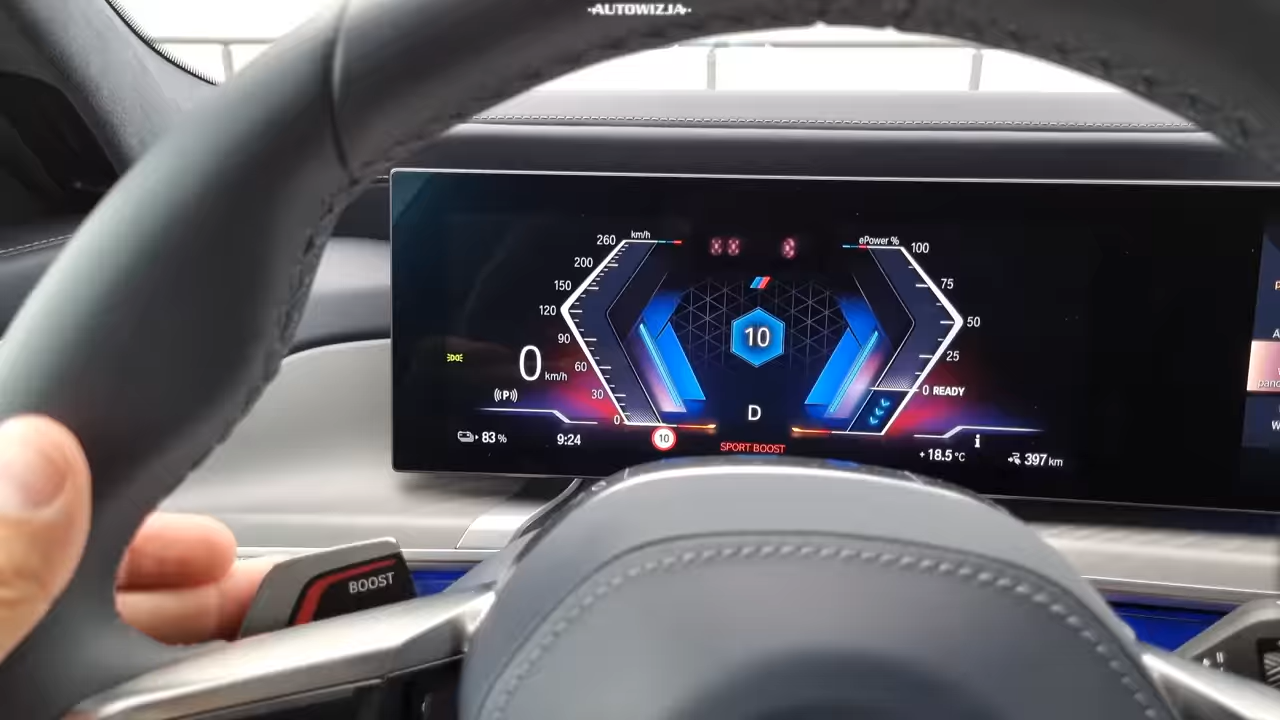 ·AUTOWIZJA·
km/h
260
200
150
120
90
60
30
0
ePower %
100
75
50
25
0 READY
10
D
0 km/h
((P))
83 %
9:24
10
SPORT BOOST
i
+18.5 °C
397 km
BOOST
P
A
W